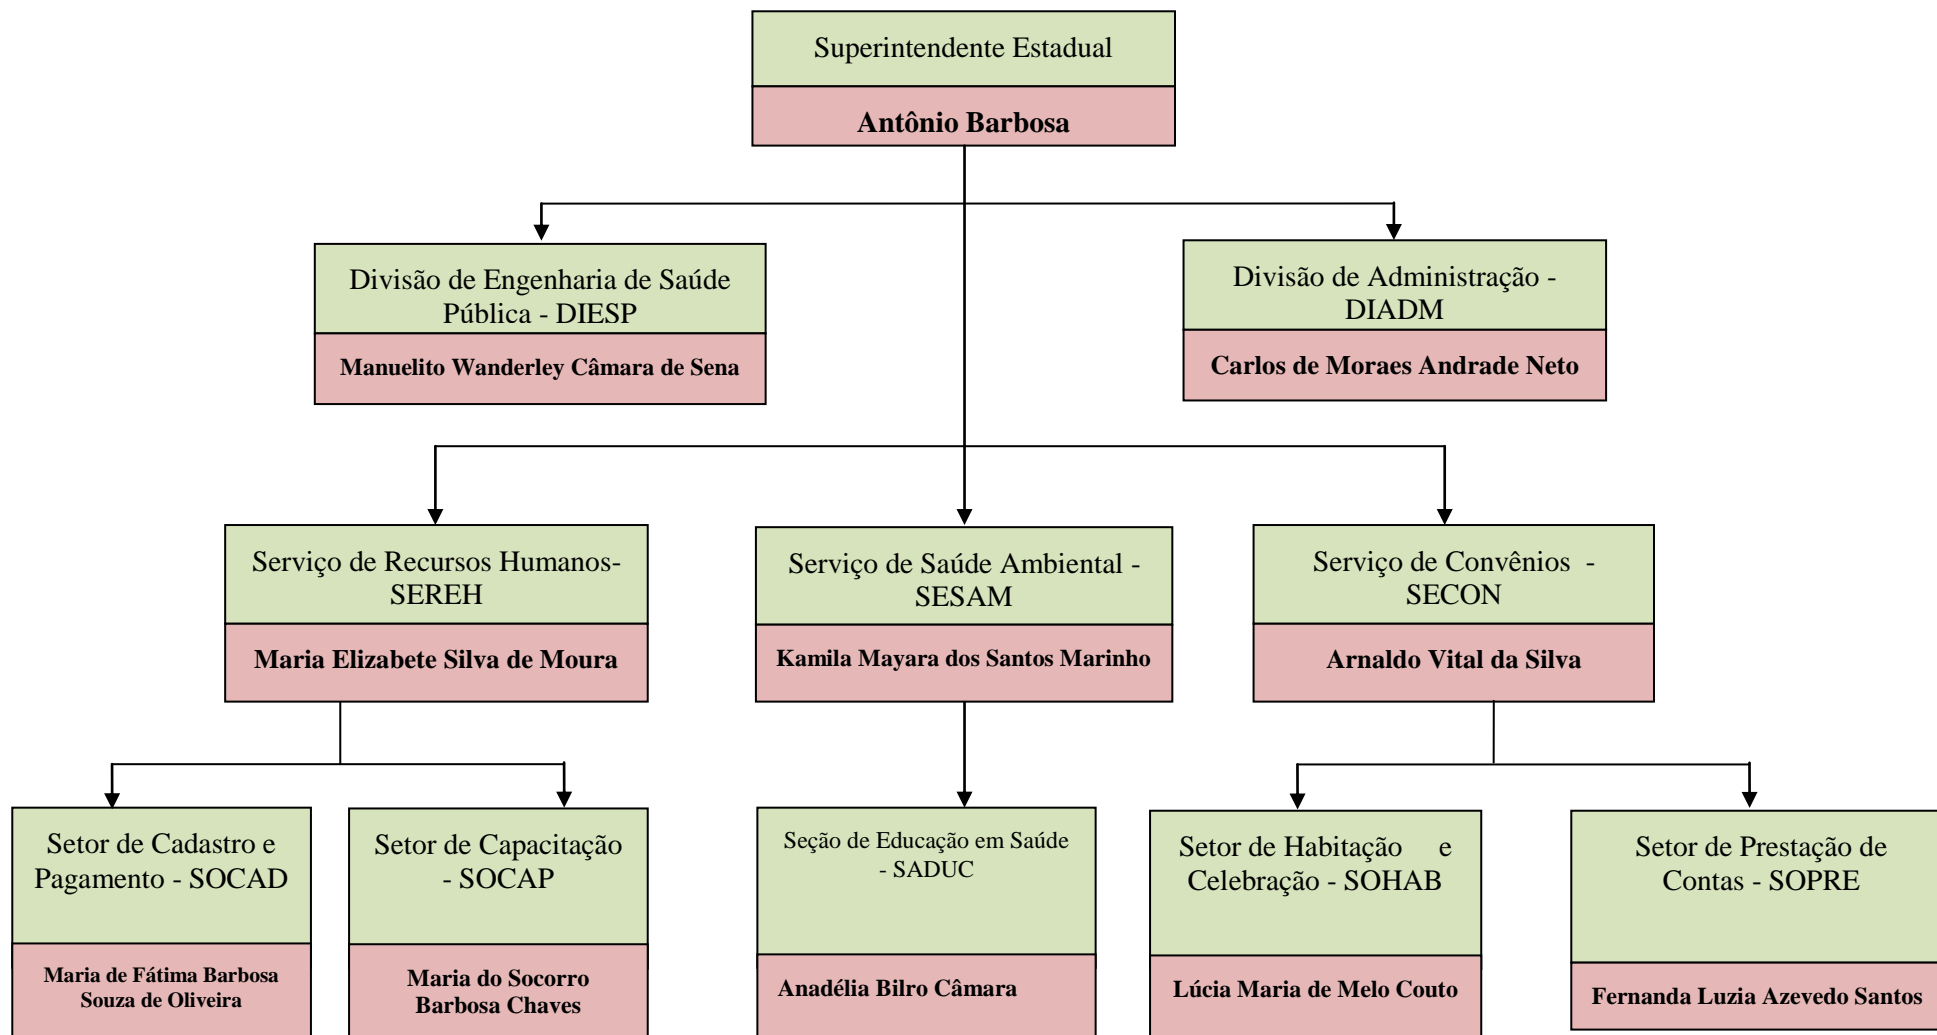 Superintendente Estadual
Antônio Barbosa
Divisão de Engenharia de Saúde
Pública - DIESP
Manuelito Wanderley Câmara de Sena
Divisão de Administração -
DIADM
Carlos de Moraes Andrade Neto
Serviço de Recursos Humanos-
SEREH
Maria Elizabete Silva de Moura
Serviço de Saúde Ambiental -
SESAM
Kamila Mayara dos Santos Marinho
Serviço de Convênios -
SECON
Arnaldo Vital da Silva
Setor de Cadastro e
Pagamento - SOCAD
Maria de Fátima Barbosa
Souza de Oliveira
Setor de Capacitação
- SOCAP
Maria do Socorro
Barbosa Chaves
Seção de Educação em Saúde
- SADUC
Anadélia Bilro Câmara
Setor de Habitação e
Celebração - SOHAB
Lúcia Maria de Melo Couto
Setor de Prestação de
Contas - SOPRE
Fernanda Luzia Azevedo Santos